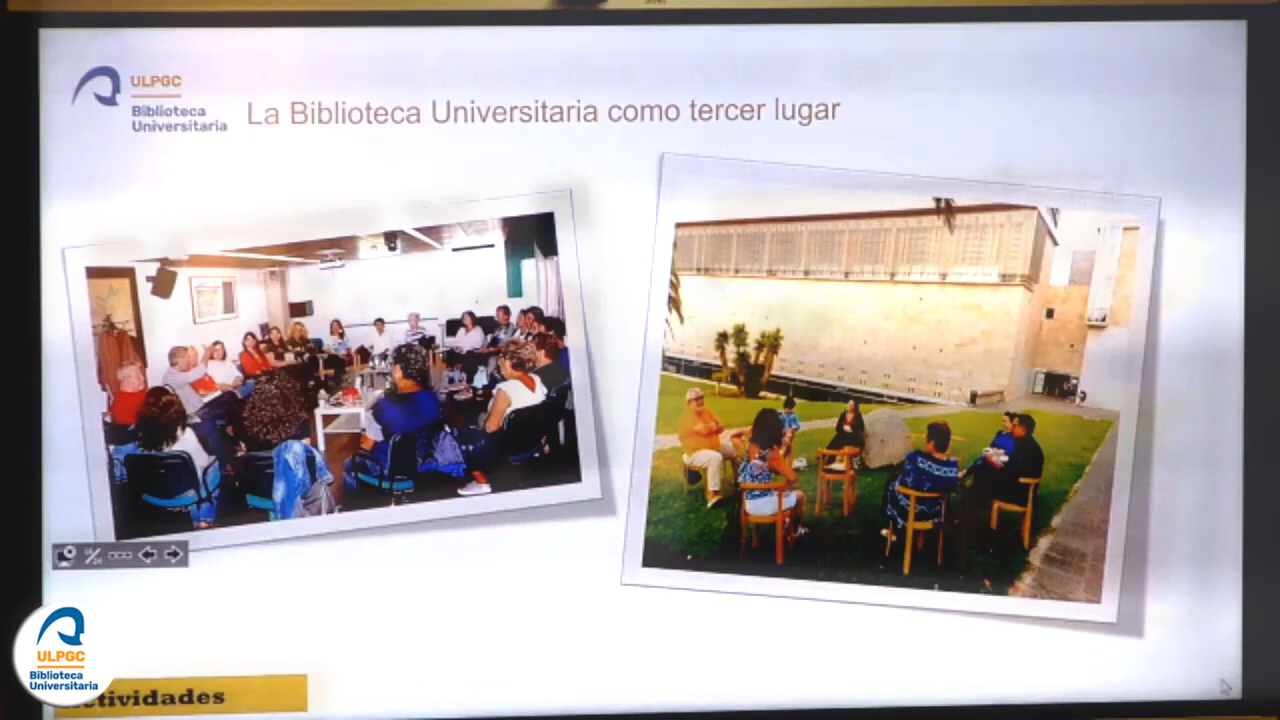 ULPGC
Biblioteca
Universitaria
La Biblioteca Universitaria como tercer lugar
ULPGC
Biblioteca
Universitaria
ctividades